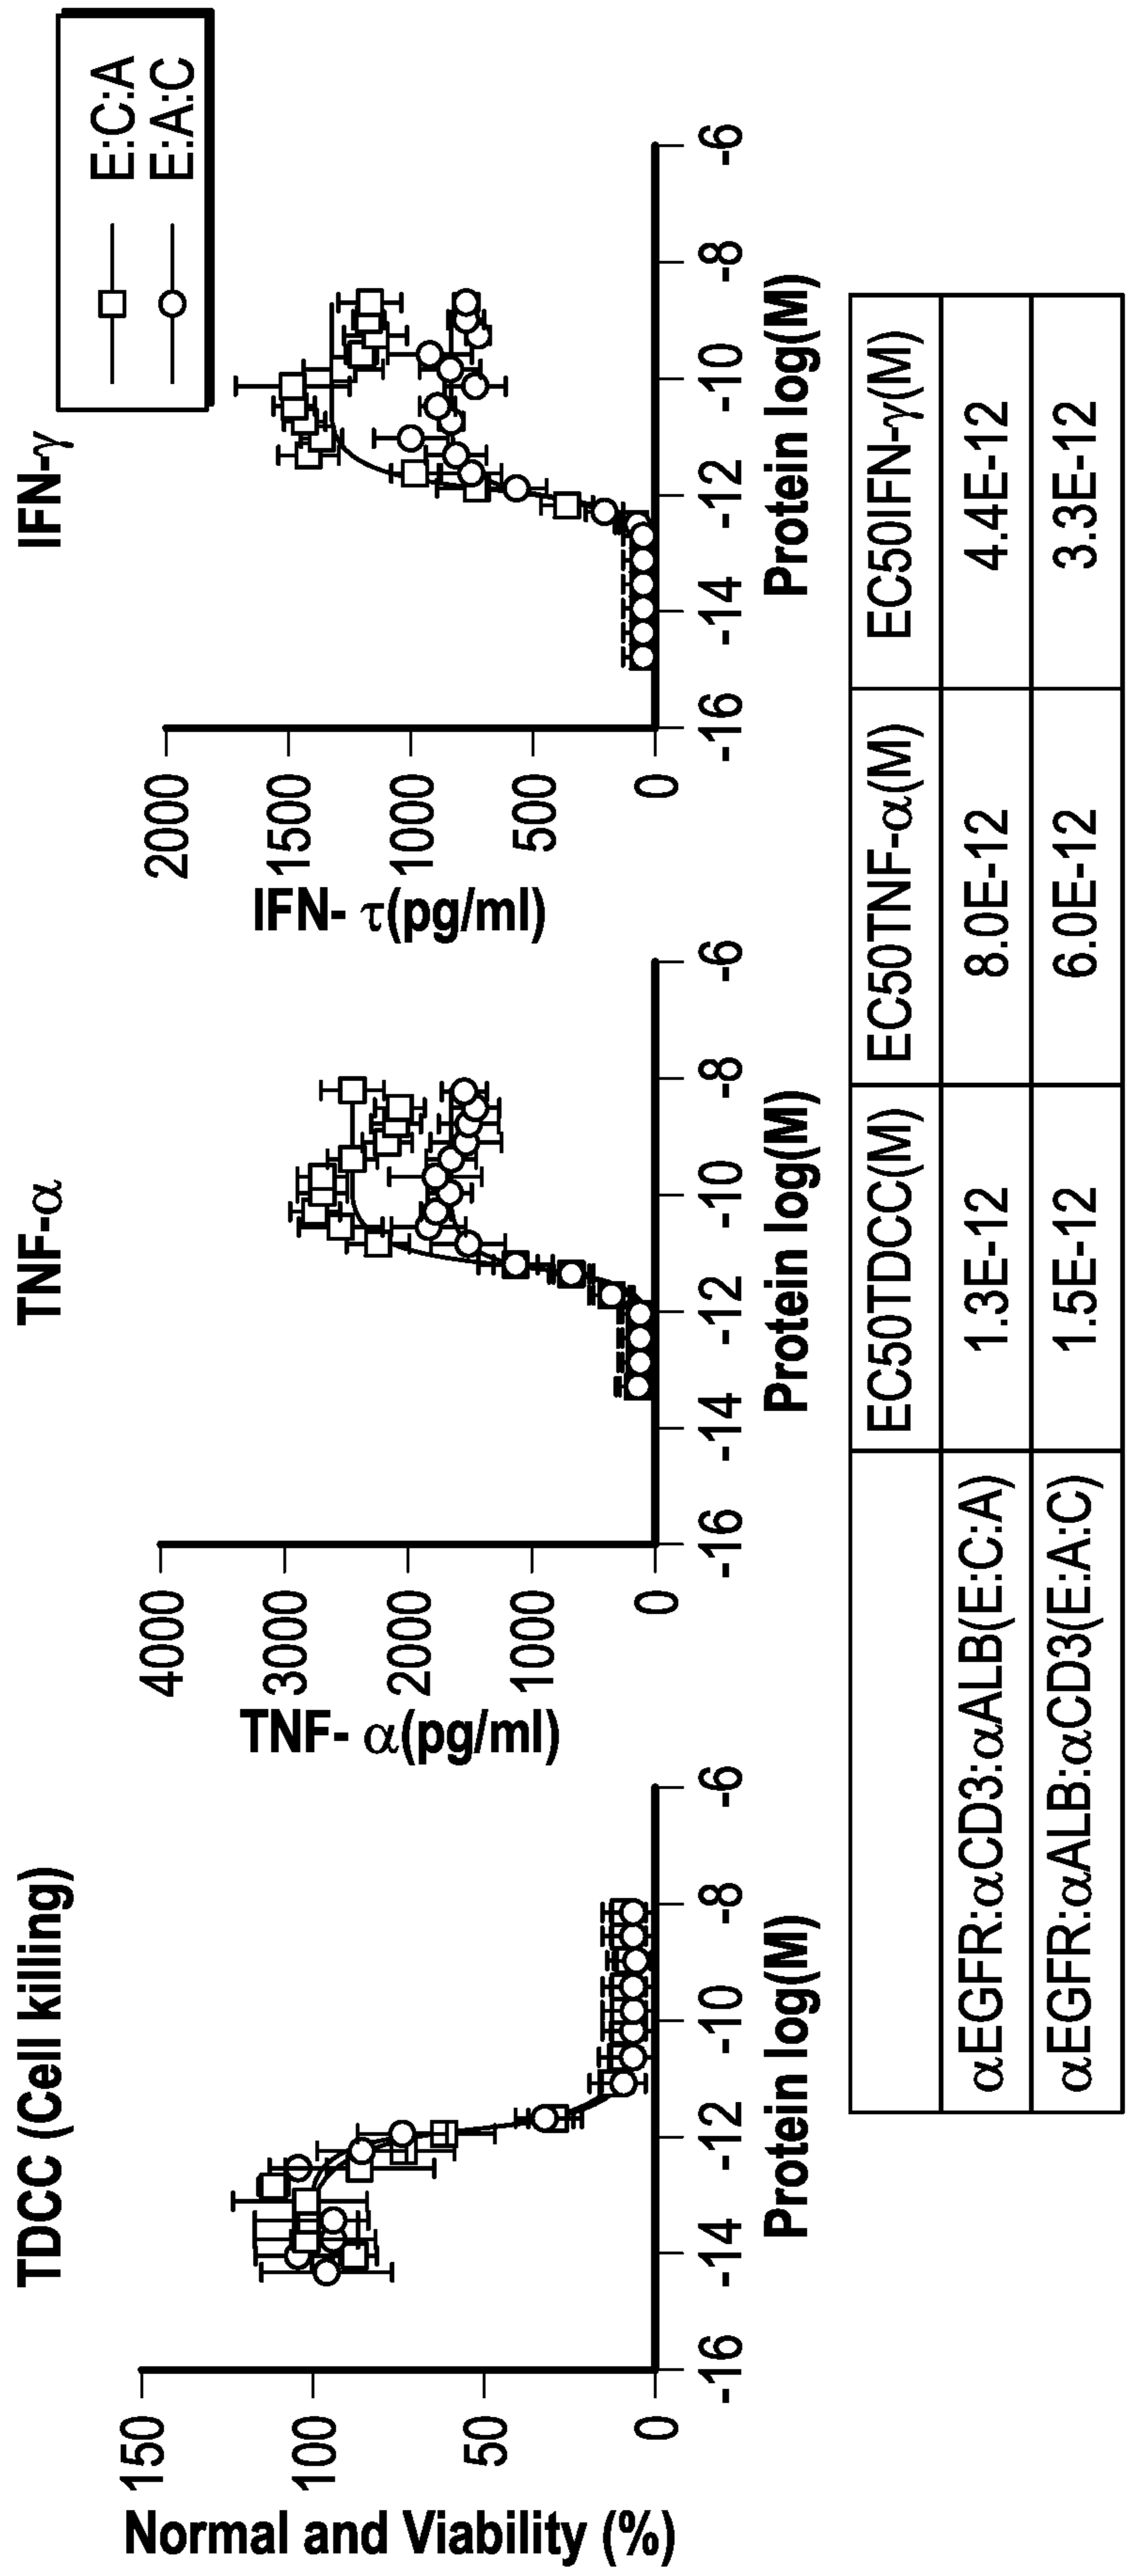 TDCC (Cell killing)
Normal and Viability (%)
150
100
50
0
-16
-14
-12
-10
-8
-6
Protein log(M)
TNF-α
TNF- α(pg/ml)
4000
3000
2000
1000
0
-16
-14
-12
-10
-8
-6
Protein log(M)
IFN-γ
IFN- τ(pg/ml)
2000
1500
1000
500
0
-16
-14
-12
-10
-8
-6
Protein log(M)
E:C:A
E:A:C
EC50TDCC(M) EC50TNF-α(M) EC50IFN-γ(M)
αEGFR:αCD3:αALB(E:C:A) 1.3E-12 8.0E-12 4.4E-12
αEGFR:αALB:αCD3(E:A:C) 1.5E-12 6.0E-12 3.3E-12